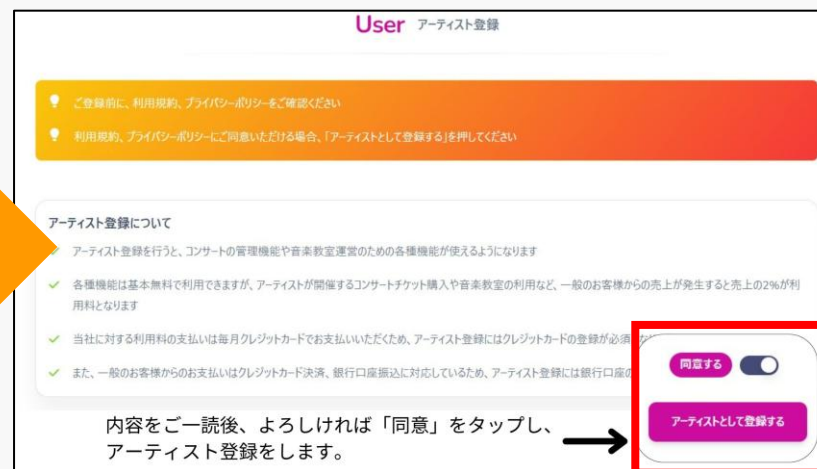 User アーティスト登録
ご登録前に、利用規約、プライバシーポリシーをご確認ください
利用規約、プライバシーポリシーにご同意いただける場合、「アーティストとして登録する」を押してください
アーティスト登録について
アーティスト登録を行うと、コンサートの管理機能や音楽教室運営のための各種機能が使えるようになります
各種機能は基本無料で利用できますが、アーティストが開催するコンサートチケット購入や音楽教室の利用など、一般のお客様からの売上が発生すると売上の2%が利
用料となります
当社に対する利用料の支払いは毎月クレジットカードでお支払いいただくため、アーティスト登録にはクレジットカードの登録が必須
また、一般のお客様からのお支払いはクレジットカード決済、銀行口座振込に対応しているため、アーティスト登録には銀行口座の
同意する
アーティストとして登録する
内容をご一読後、よろしければ「同意」をタップし、
アーティスト登録をします。